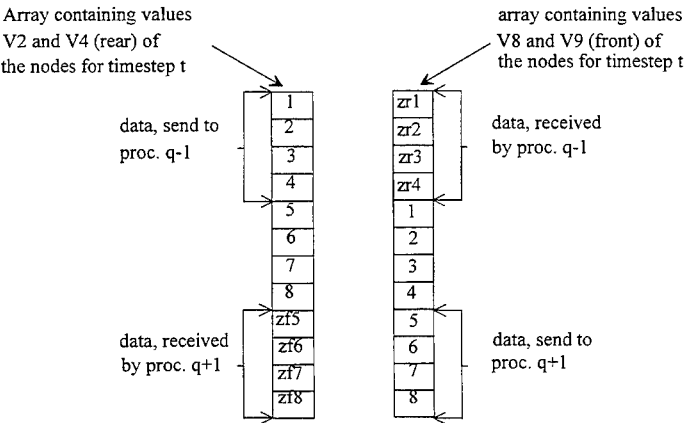 Array containing values
V2 and V4 (rear) of
the nodes for timestep t
array containing values
V8 and V9 (front) of
the nodes for timestep t
data, send to
proc. q-1
1
2
3
4
5
6
7
8
zf5
zf6
zf7
zf8
data, received
by proc. q+1
zr1
zr2
zr3
zr4
1
2
3
4
5
6
7
8
data, received
by proc. q-1
data, send to
proc. q+1